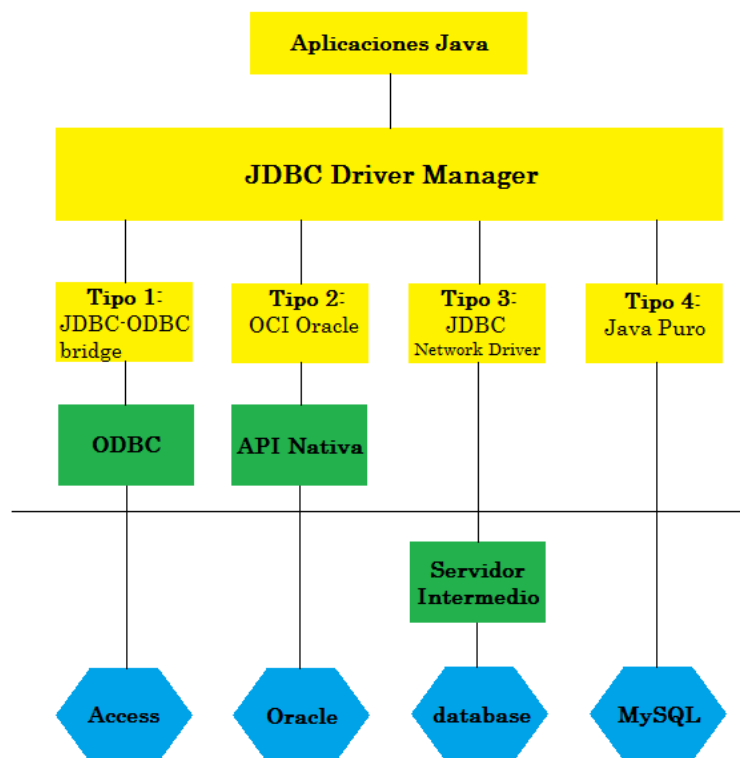 Aplicaciones Java
JDBC Driver Manager
Tipo 1:
JDBC-ODBC
bridge
Tipo 2:
OCI Oracle
Tipo 3:
JDBC
Network Driver
Tipo 4:
Java Puro
ODBC
API Nativa
Servidor
Intermedio
Access
Oracle
database
MySQL